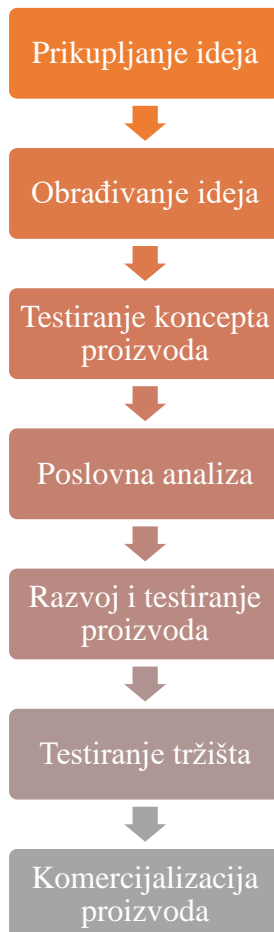 Prikupljanje ideja
Obrađivanje ideja
Testiranje koncepta
proizvoda
Poslovna analiza
Razvoj i testiranje
proizvoda
Testiranje tržišta
Komercijalizacija
proizvoda